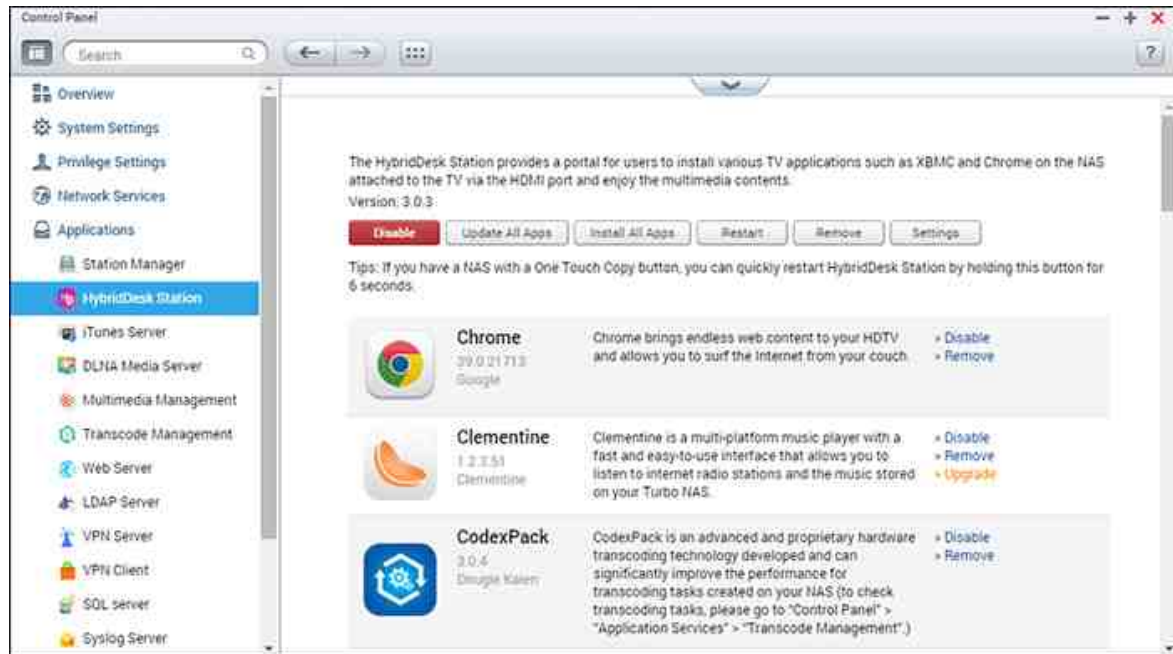 Control Panel
Search
?
Overview
System Settings
Privilege Settings
Network Services
Applications
Station Manager
HybridDesk Station
iTunes Server
DLNA Media Server
Multimedia Management
Transcode Management
Web Server
LDAP Server
VPN Server
VPN Client
SQL server
Syslog Server
The HybridDesk Station provides a portal for users to install various TV applications such as XBMC and Chrome on the NAS
attached to the TV via the HDMI port and enjoy the multimedia contents.
Version: 3.0.3
Disable Update All Apps Install All Apps Restart Remove Settings
Tips: If you have a NAS with a One Touch Copy button, you can quickly restart HybridDesk Station by holding this button for
6 seconds.
Chrome
39.0.21713
Google
Chrome brings endless web content to your HDTV
and allows you to surf the Internet from your couch.
» Disable
» Remove
Clementine
1.2.3.51
Clementine
Clementine is a multi-platform music player with a
fast and easy-to-use interface that allows you to
listen to internet radio stations and the music stored
on your Turbo NAS.
» Disable
» Remove
» Upgrade
CodexPack
3.0.4
Dougie Kalen
CodexPack is an advanced and proprietary hardware
transcoding technology developed and can
significantly improve the performance for
transcoding tasks created on your NAS (to check
transcoding tasks, please go to "Control Panel" >
"Application Services" > "Transcode Management".)
» Disable
» Remove